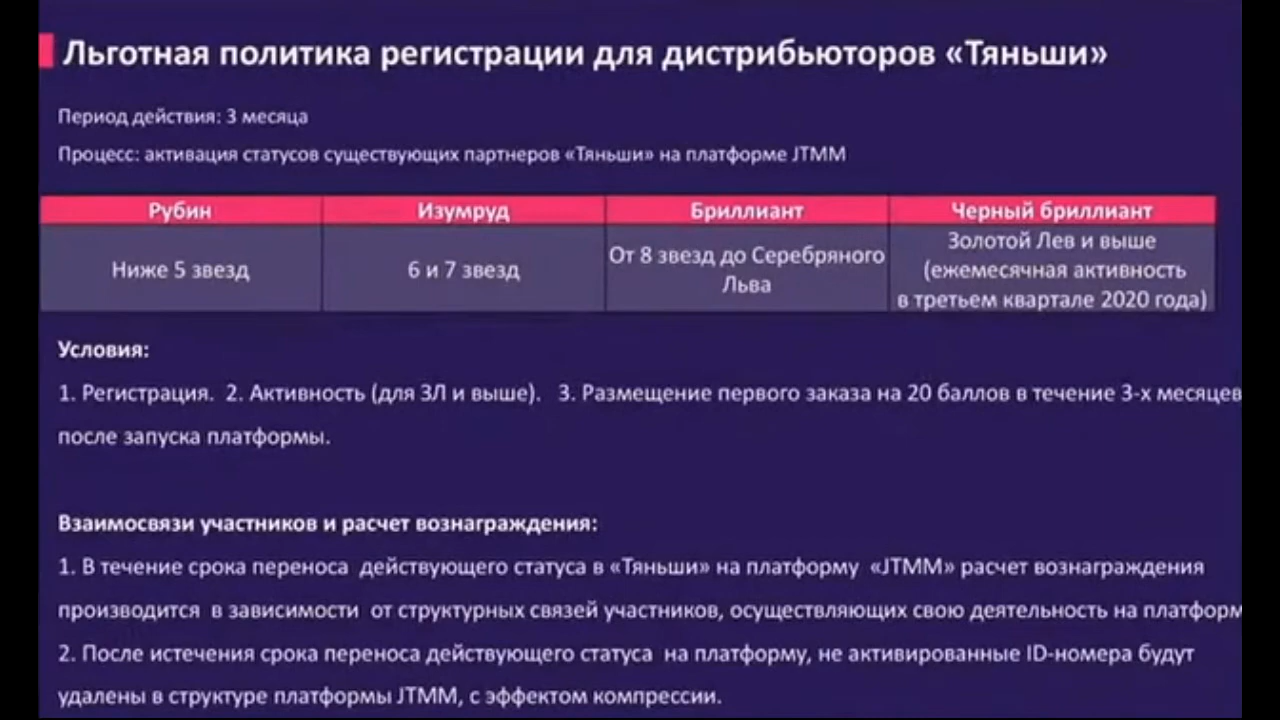 Льготная политика регистрации для дистрибьюторов «Тяньши»
Период действия: 3 месяца
Процесс: активация статусов существующих партнеров «Тяньши» на платформе JTMM
Рубин
Изумруд
Бриллиант
Черный бриллиант
Ниже 5 звезд
6 и 7 звезд
От 8 звезд до Серебряного
Льва
Золотой Лев и выше
(ежемесячная активность
в третьем квартале 2020 года)
Условия:
1. Регистрация. 2. Активность (для ЗЛ и выше). 3. Размещение первого заказа на 20 баллов в течение 3-х месяцев
после запуска платформы.
Взаимосвязи участников и расчет вознаграждения:
1. В течение срока переноса действующего статуса в «Тяньши» на платформу «JTMM» расчет вознаграждения
производится в зависимости от структурных связей участников, осуществляющих свою деятельность на платформ
2. После истечения срока переноса действующего статуса на платформу, не активированные ID-номера будут
удалены в структуре платформы JTMM, с эффектом компрессии.